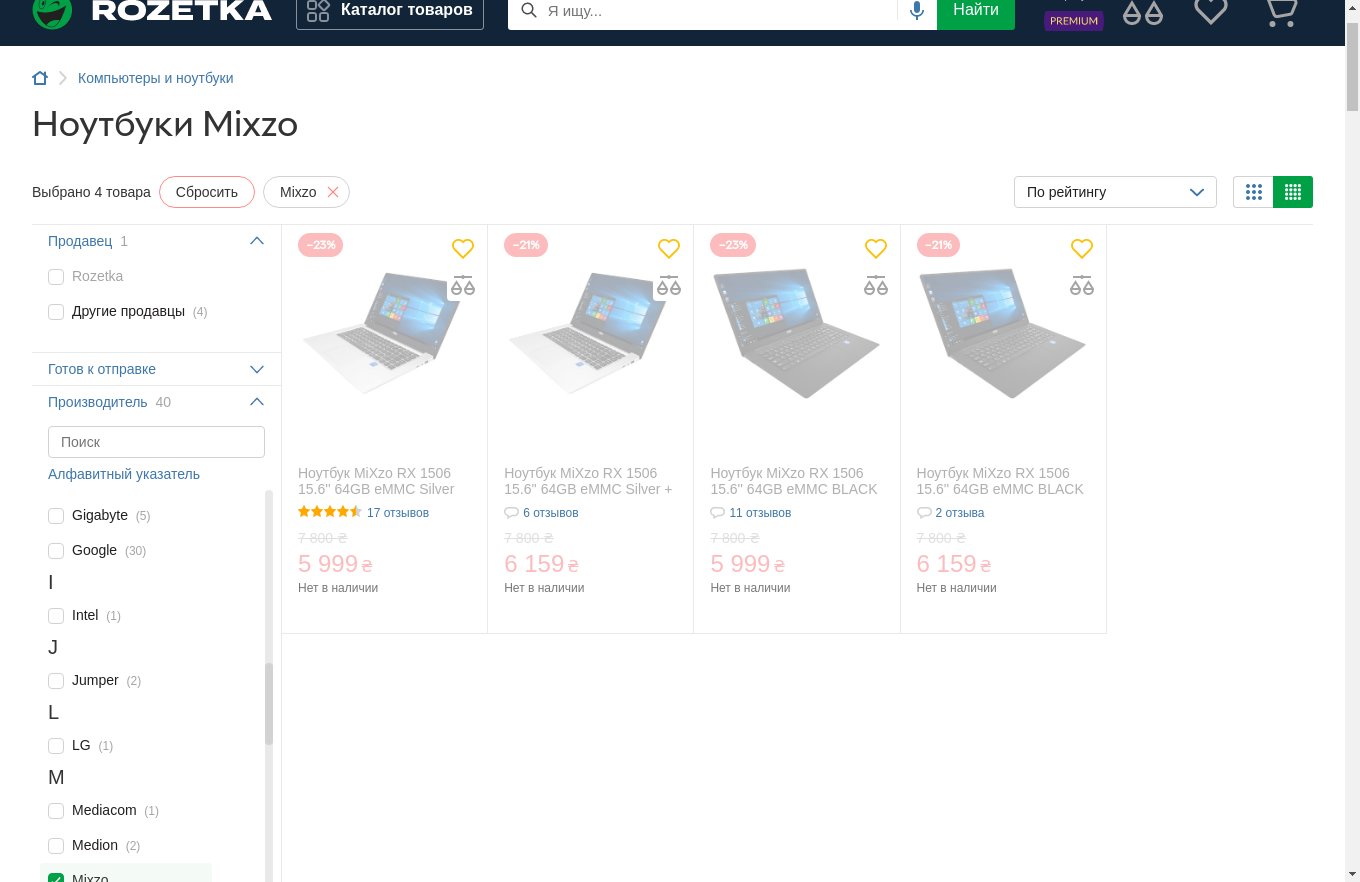 ROZETKA
Каталог товаров
Я ищу...
Найти
PREMIUM
Компьютеры и ноутбуки
Ноутбуки Mixzo
Выбрано 4 товара
Сбросить
Mixzo
По рейтингу
Продавец 1
Rozetka
Другие продавцы (4)
Готов к отправке
Производитель 40
Поиск
Алфавитный указатель
Gigabyte (5)
Google (30)
I
Intel (1)
J
Jumper (2)
L
LG (1)
M
Mediacom (1)
Medion (2)
Mixzo
−23%
Ноутбук MiXzo RX 1506
15.6" 64GB eMMC Silver
17 отзывов
7 800 ₴
5 999 ₴
Нет в наличии
−21%
Ноутбук MiXzo RX 1506
15.6" 64GB eMMC Silver +
6 отзывов
7 800 ₴
6 159 ₴
Нет в наличии
−23%
Ноутбук MiXzo RX 1506
15.6" 64GB eMMC BLACK
11 отзывов
7 800 ₴
5 999 ₴
Нет в наличии
−21%
Ноутбук MiXzo RX 1506
15.6" 64GB eMMC BLACK
2 отзыва
7 800 ₴
6 159 ₴
Нет в наличии